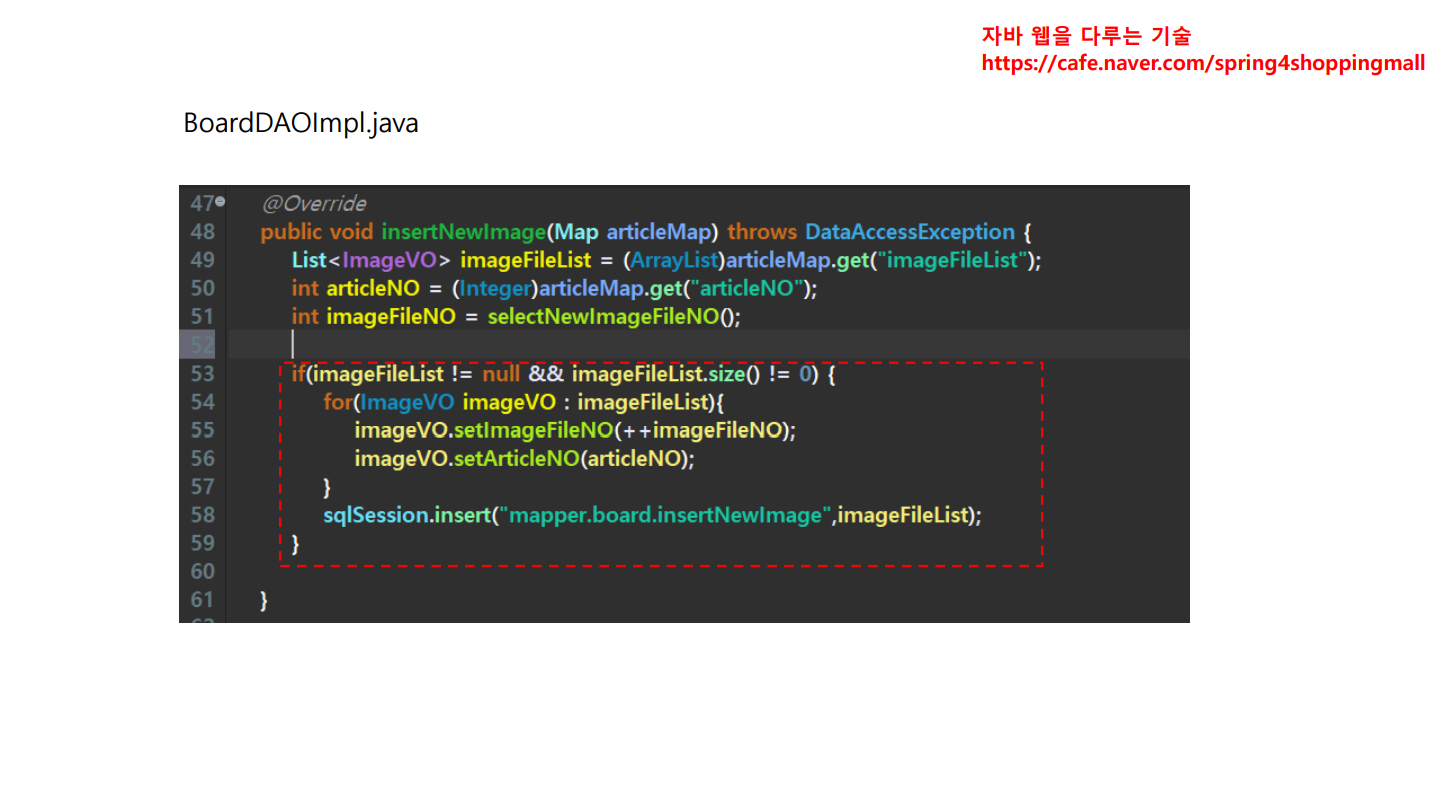 자바 웹을 다루는 기술
https://cafe.naver.com/spring4shoppingmall
BoardDAOImpl.java
47 @Override
48 public void insertNewImage(Map articleMap) throws DataAccessException {
49 List<ImageVO> imageFileList = (ArrayList)articleMap.get("imageFileList");
50 int articleNO = (Integer)articleMap.get("articleNO");
51 int imageFileNO = selectNewImageFileNO();
52
53 if(imageFileList != null && imageFileList.size() != 0) {
54 for(ImageVO imageVO : imageFileList){
55 imageVO.setImageFileNO(++imageFileNO);
56 imageVO.setArticleNO(articleNO);
57 }
58 sqlSession.insert("mapper.board.insertNewImage",imageFileList);
59 }
60
61 }